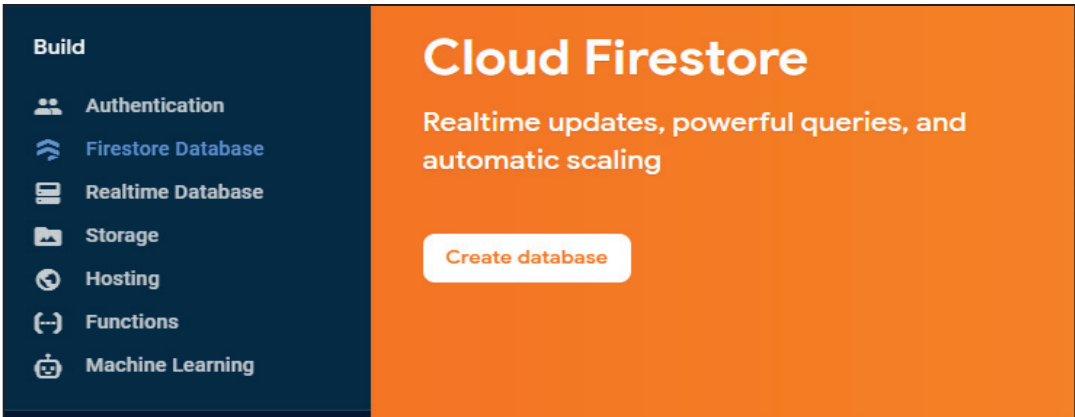 Build
Authentication
Firestore Database
Realtime Database
Storage
Hosting
Functions
Machine Learning
Cloud Firestore
Realtime updates, powerful queries, and
automatic scaling
Create database